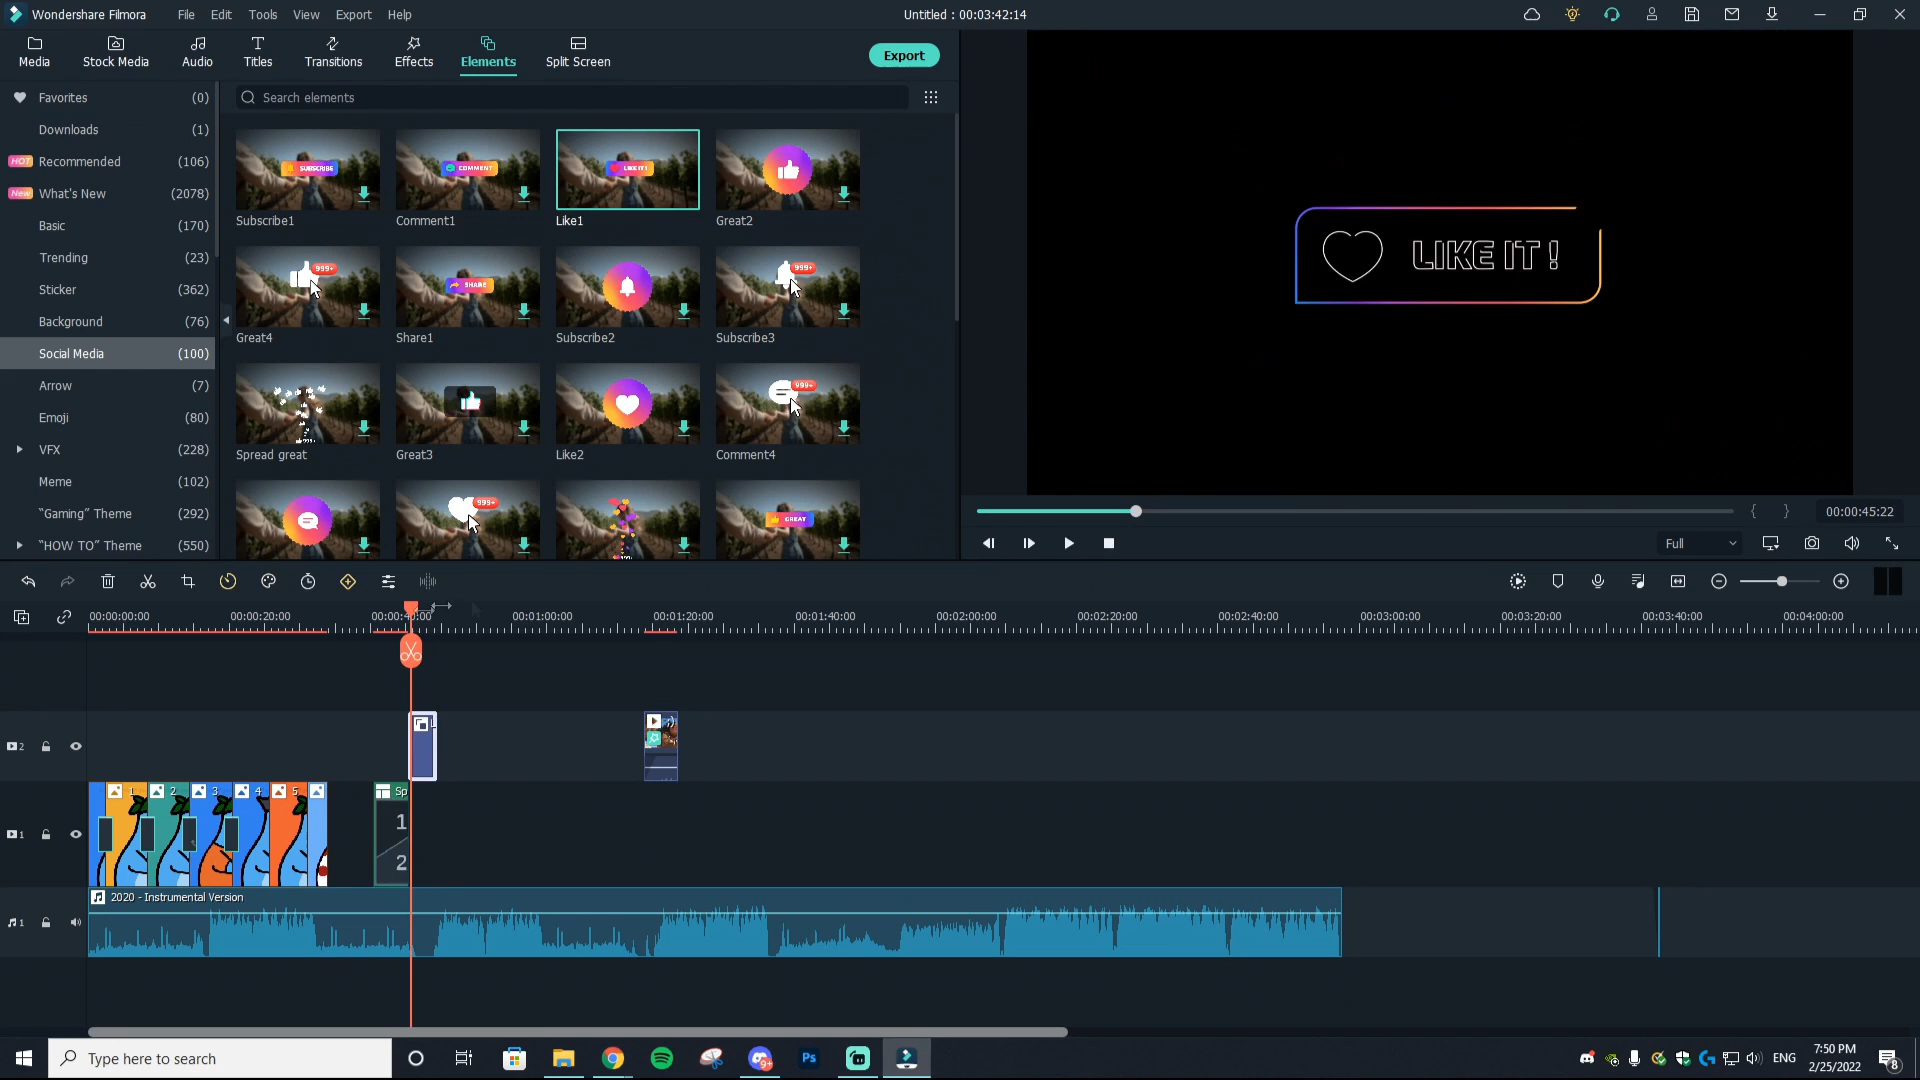 Wondershare Filmora File Edit Tools View Export Help Untitled : 00:03:42:14
Media Stock Media Audio Titles Transitions Effects Elements Split Screen Export
Favorites (0)
Downloads (1)
HOT Recommended (106)
New What's New (2078)
Basic (170)
Trending (23)
Sticker (362)
Background (76)
Social Media (100)
Arrow (7)
Emoji (80)
VFX (228)
Meme (102)
"Gaming" Theme (292)
"HOW TO" Theme (550)
Search elements
SUBSCRIBE COMMENT LIKE IT!
Subscribe1 Comment1 Like1 Great2
999+ SHARE 999+
Great4 Share1 Subscribe2 Subscribe3
999+
Spread great Great3 Like2 Comment4
999+ GREAT
LIKE IT !
00:00:45:22
Full
00:00:00:00 00:00:20:00 00:00:40:00 00:01:00:00 00:01:20:00 00:01:40:00 00:02:00:00 00:02:20:00 00:02:40:00 00:03:00:00 00:03:20:00 00:03:40:00 00:04:00:00
2
1 2 3 4 5 Sp
1
2
1
2020 - Instrumental Version
1
Type here to search
9+
Ps
ENG
7:50 PM
2/25/2022
8